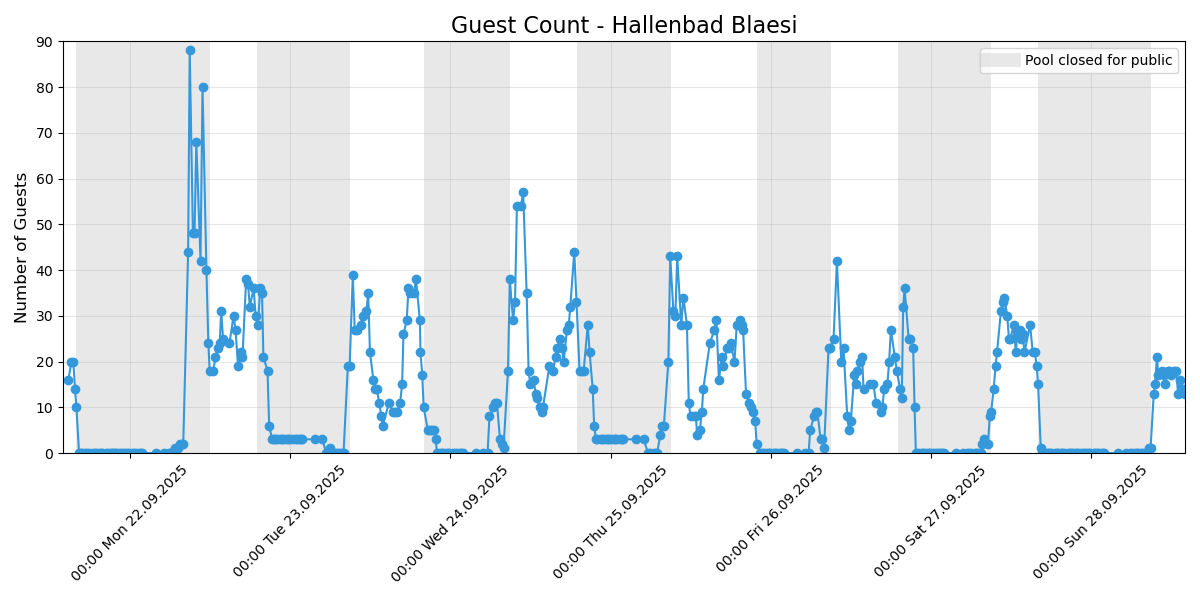 Guest Count - Hallenbad Blaesi
Pool closed for public
Number of Guests
90
80
70
60
50
40
30
20
10
0
00:00 Mon 22.09.2025
00:00 Tue 23.09.2025
00:00 Wed 24.09.2025
00:00 Thu 25.09.2025
00:00 Fri 26.09.2025
00:00 Sat 27.09.2025
00:00 Sun 28.09.2025